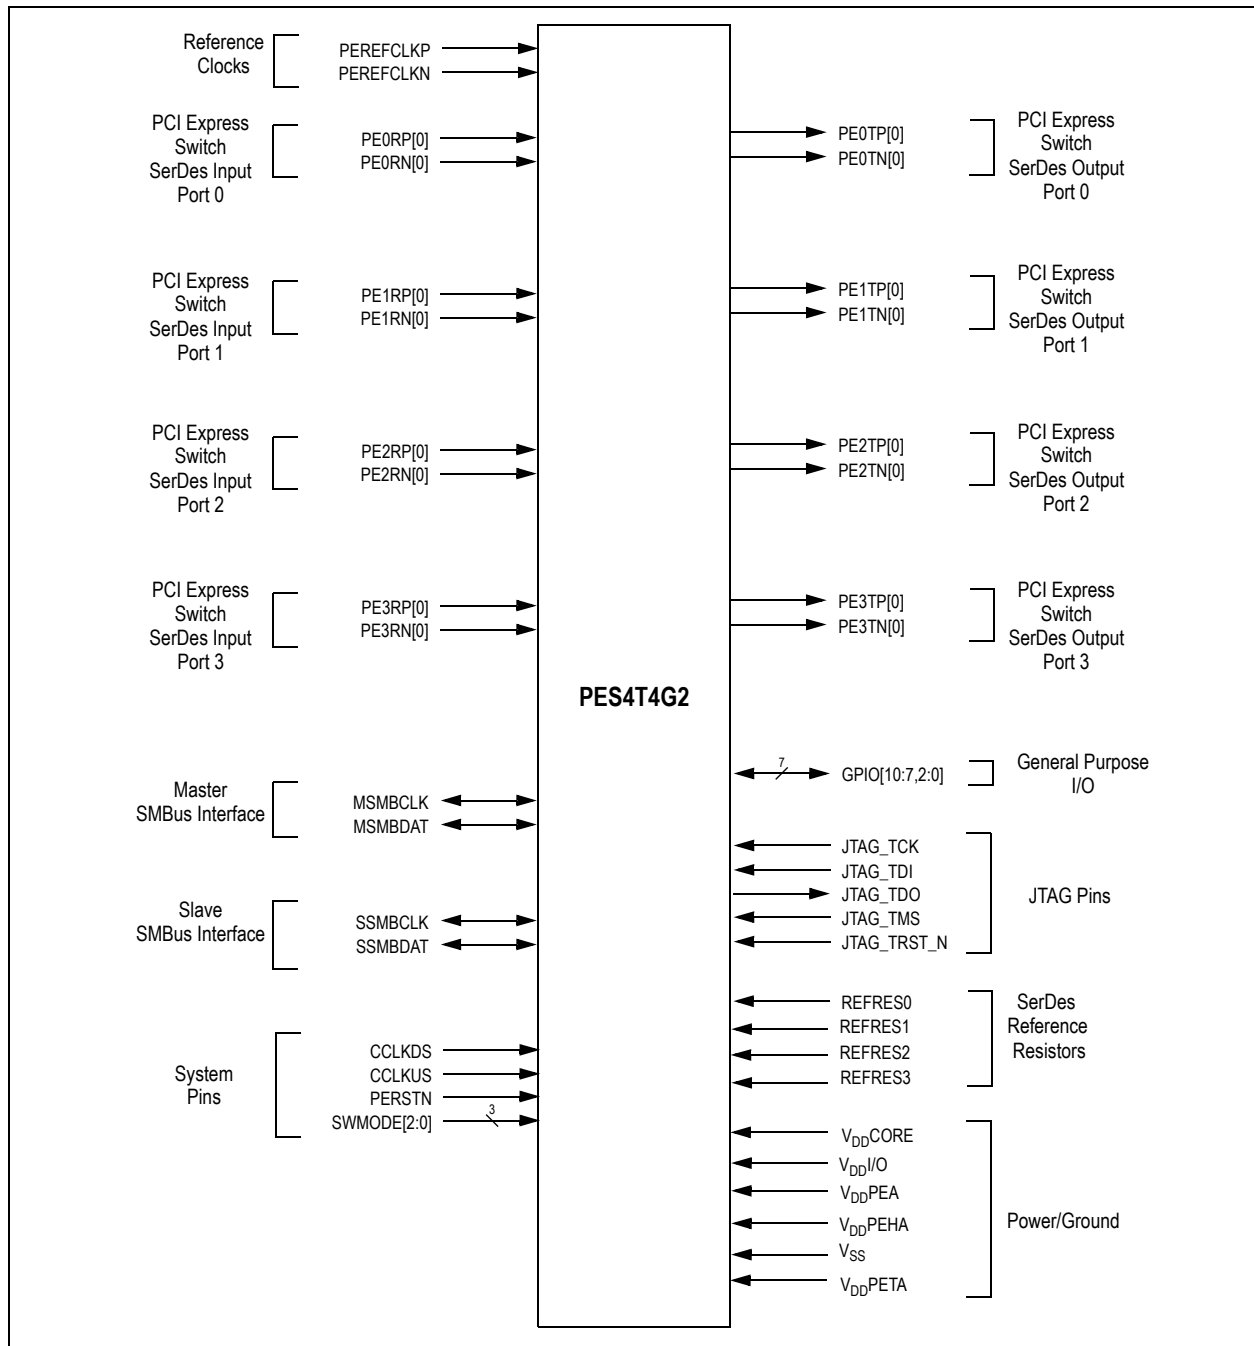 Reference
Clocks
PEREFCLKP
PEREFCLKN
PCI Express
Switch
SerDes Input
Port 0
PE0RP[0]
PE0RN[0]
PE0TP[0]
PE0TN[0]
PCI Express
Switch
SerDes Output
Port 0
PCI Express
Switch
SerDes Input
Port 1
PE1RP[0]
PE1RN[0]
PE1TP[0]
PE1TN[0]
PCI Express
Switch
SerDes Output
Port 1
PCI Express
Switch
SerDes Input
Port 2
PE2RP[0]
PE2RN[0]
PE2TP[0]
PE2TN[0]
PCI Express
Switch
SerDes Output
Port 2
PCI Express
Switch
SerDes Input
Port 3
PE3RP[0]
PE3RN[0]
PE3TP[0]
PE3TN[0]
PCI Express
Switch
SerDes Output
Port 3
PES4T4G2
Master
SMBus Interface
MSMBCLK
MSMBDAT
7
GPIO[10:7,2:0]
General Purpose
I/O
Slave
SMBus Interface
SSMBCLK
SSMBDAT
JTAG_TCK
JTAG_TDI
JTAG_TDO
JTAG_TMS
JTAG_TRST_N
JTAG Pins
System
Pins
CCLKDS
CCLKUS
PERSTN
SWMODE[2:0]
3
REFRES0
REFRES1
REFRES2
REFRES3
SerDes
Reference
Resistors
VDDCORE
VDDI/O
VDDPEA
VDDPEHA
VSS
VDDPETA
Power/Ground